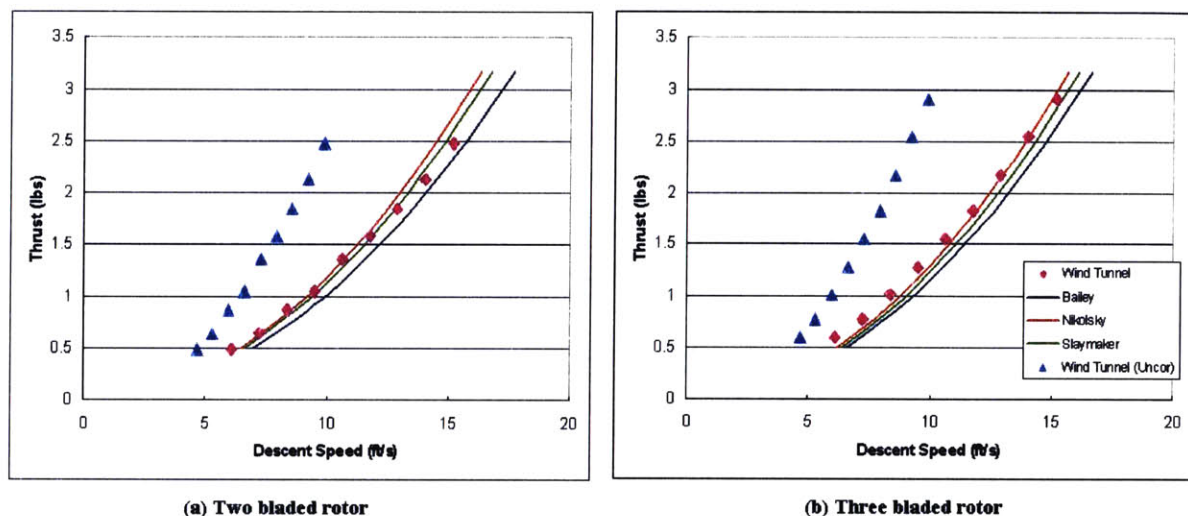 3.5
3
2.5
2
1.5
1
0.5
0
Thrust (lbs)
0 5 10 15 20
Descent Speed (ft/s)
(a) Two bladed rotor
3.5
3
2.5
2
1.5
1
0.5
0
Thrust (lbs)
0 5 10 15 20
Descent Speed (ft/s)
Wind Tunnel
Bailey
Nikolsky
Slaymaker
Wind Tunnel (Uncor)
(b) Three bladed rotor